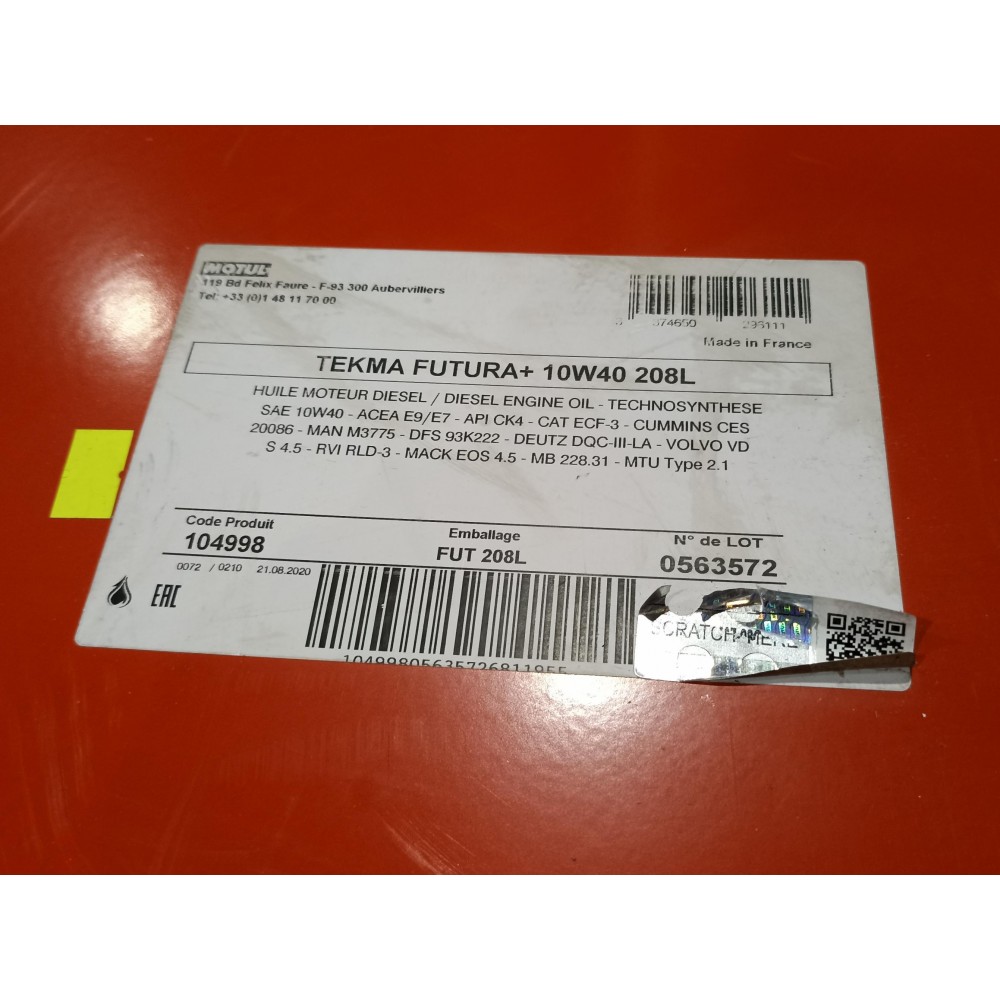 MOTUL
119 Bd Felix Faure - F-93 300 Aubervilliers
Tel: +33 (0)1 48 11 70 00
374650 295111
Made in France
TEKMA FUTURA+ 10W40 208L
HUILE MOTEUR DIESEL / DIESEL ENGINE OIL - TECHNOSYNTHESE
SAE 10W40 - ACEA E9/E7 - API CK4 - CAT ECF-3 - CUMMINS CES
20086 - MAN M3775 - DFS 93K222 - DEUTZ DQC-III-LA - VOLVO VD
S 4.5 - RVI RLD-3 - MACK EOS 4.5 - MB 228.31 - MTU Type 2.1
Code Produit Emballage N° de LOT
104998 FUT 208L 0563572
0072 / 0210 21.08.2020
EAC
SCRATCH HERE
10499805635726811955